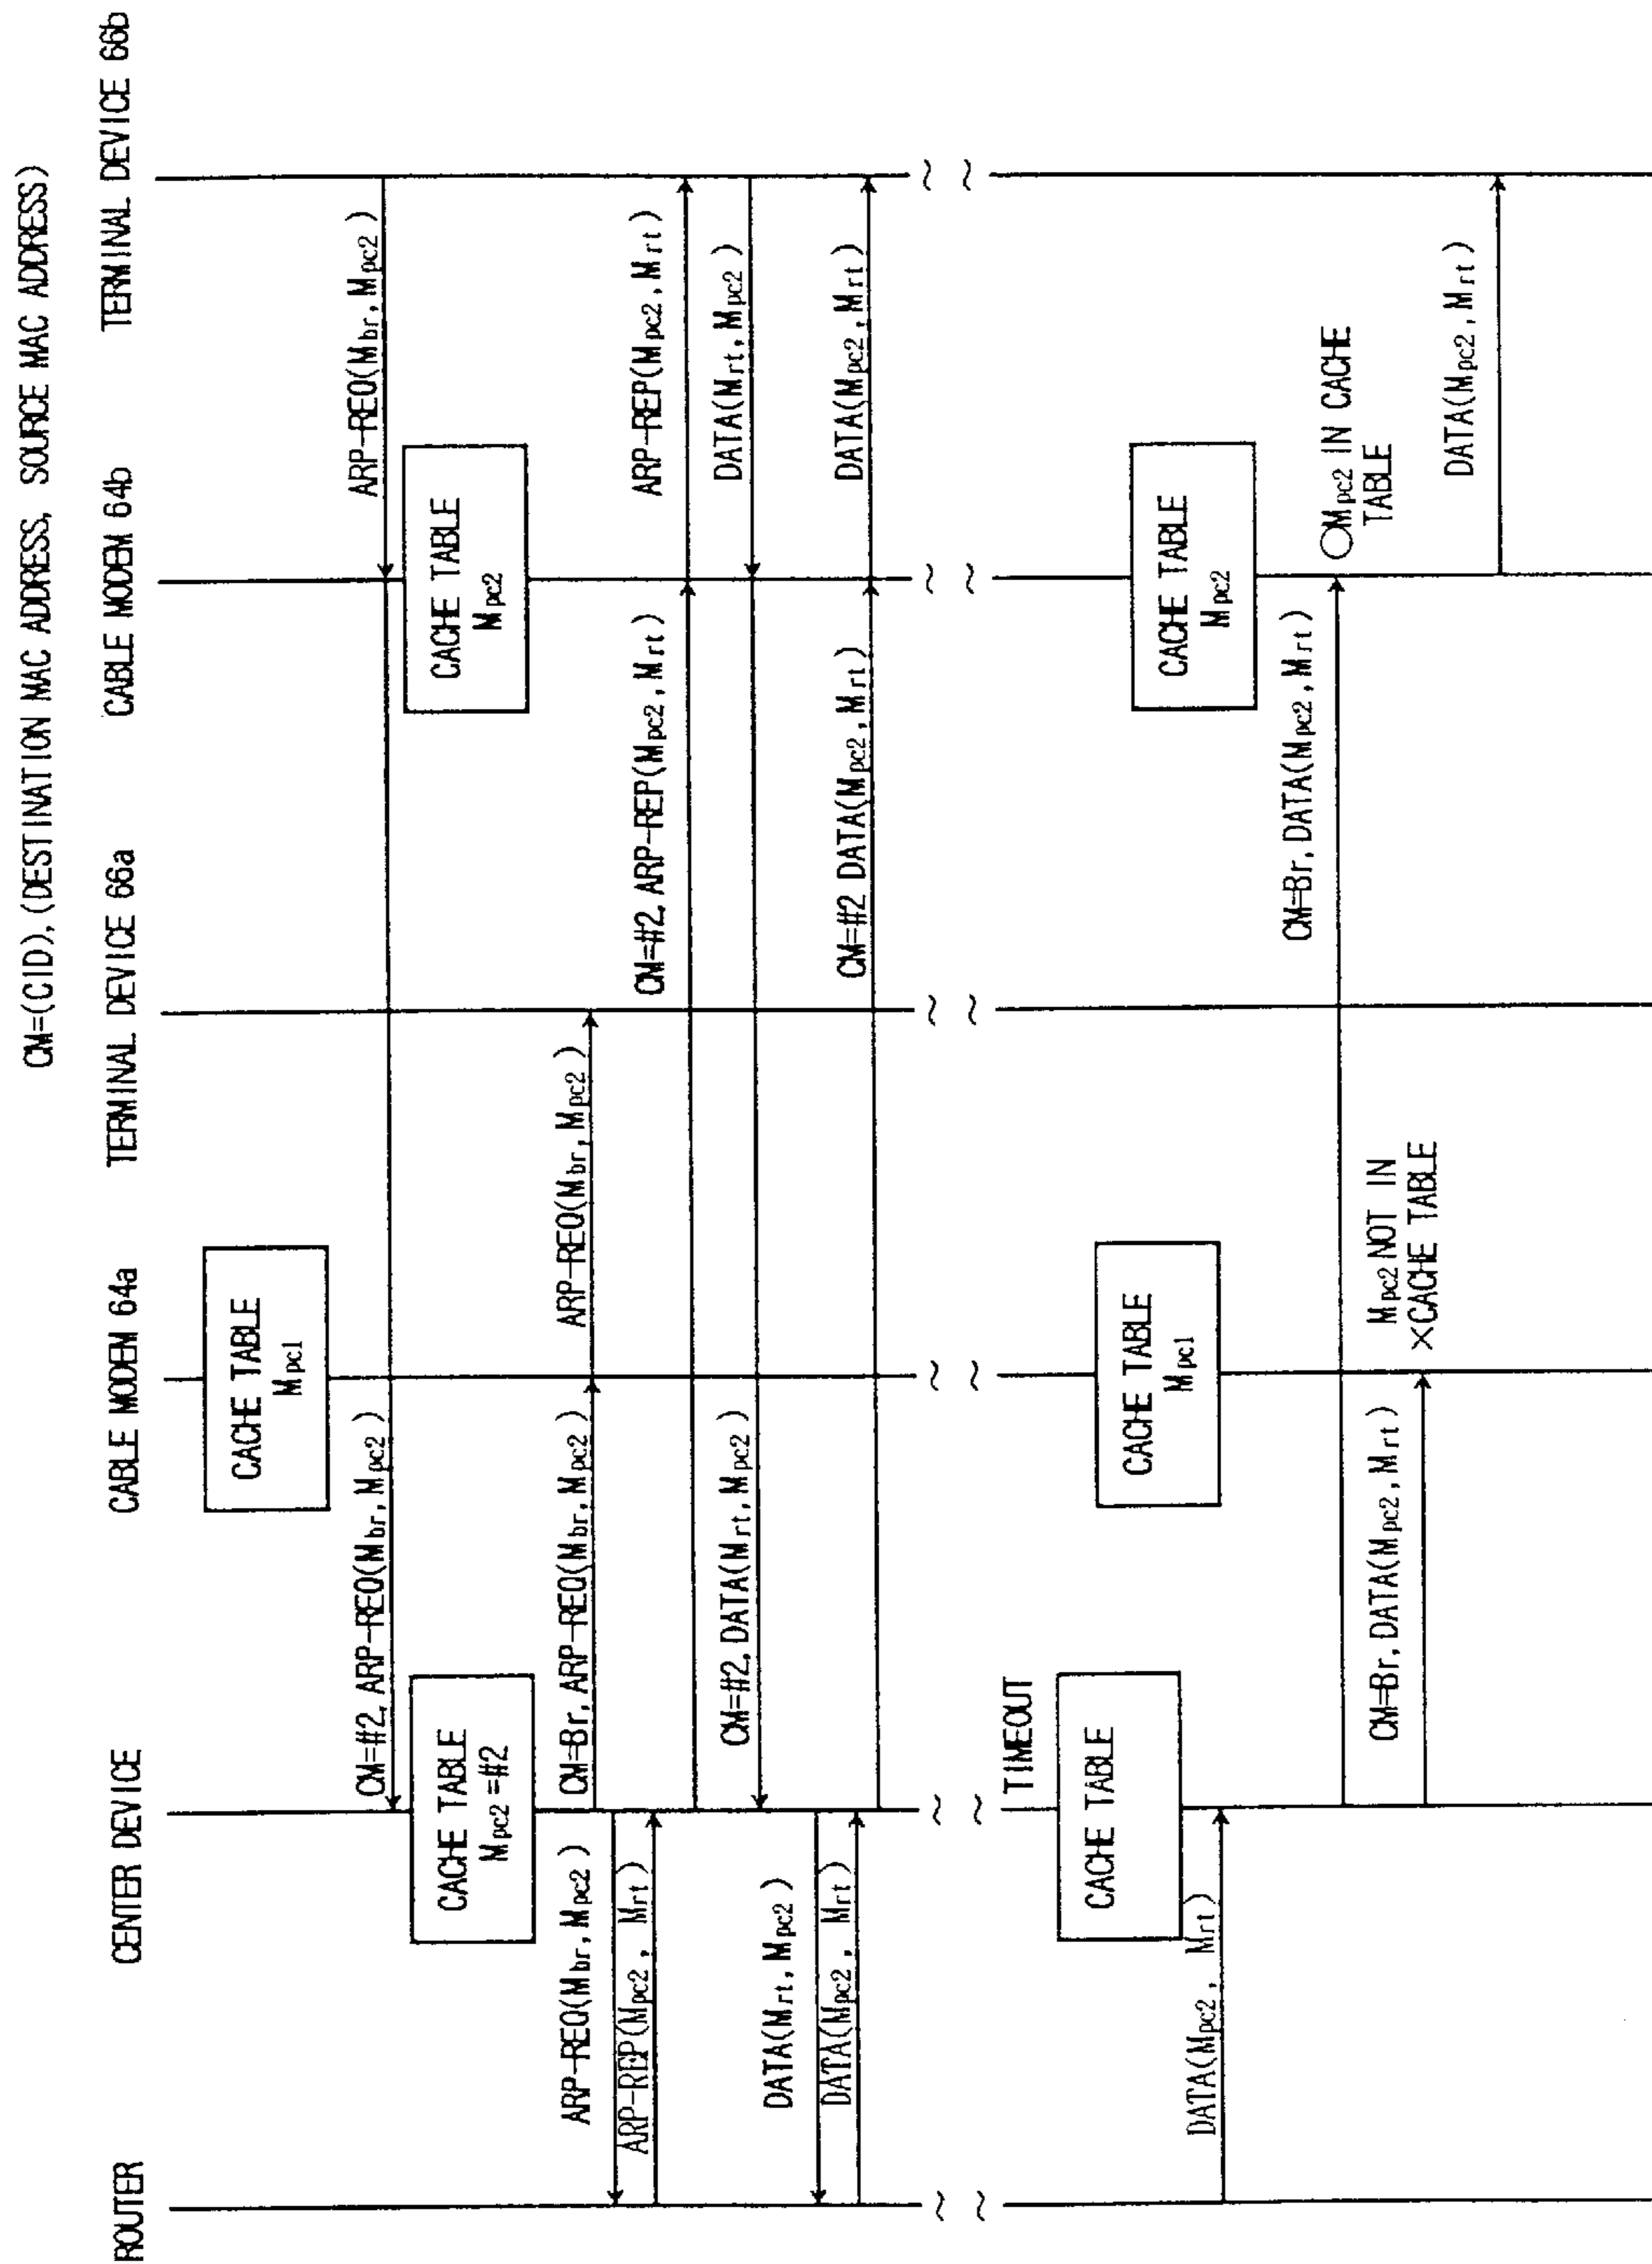 CM=(CID), (DESTINATION MAC ADDRESS, SOURCE MAC ADDRESS)
ROUTER
CENTER DEVICE
CABLE MODEM 64a
TERMINAL DEVICE 66a
CABLE MODEM 64b
TERMINAL DEVICE 66b
CACHE TABLE
Mpc1
ARP-REQ(Mbr, Mpc2)
CM=#2, ARP-REQ(Mbr, Mpc2)
CACHE TABLE
Mpc2
CACHE TABLE
Mpc2=#2
CM=Br, ARP-REQ(Mbr, Mpc2)
ARP-REQ(Mbr, Mpc2)
ARP-REQ(Mbr, Mpc2)
ARP-REP(Mpc2, Mrt)
CM=#2, ARP-REP(Mpc2, Mrt)
ARP-REP(Mpc2, Mrt)
DATA(Mrt, Mpc2)
CM=#2, DATA(Mrt, Mpc2)
DATA(Mrt, Mpc2)
DATA(Mpc2, Mrt)
CM=#2 DATA(Mpc2, Mrt)
DATA(Mpc2, Mrt)
TIMEOUT
CACHE TABLE
CACHE TABLE
Mpc1
CACHE TABLE
Mpc2
DATA(Mpc2, Mrt)
CM=Br, DATA(Mpc2, Mrt)
○Mpc2 IN CACHE
TABLE
CM=Br, DATA(Mpc2, Mrt)
Mpc2 NOT IN
×CACHE TABLE
DATA(Mpc2, Mrt)